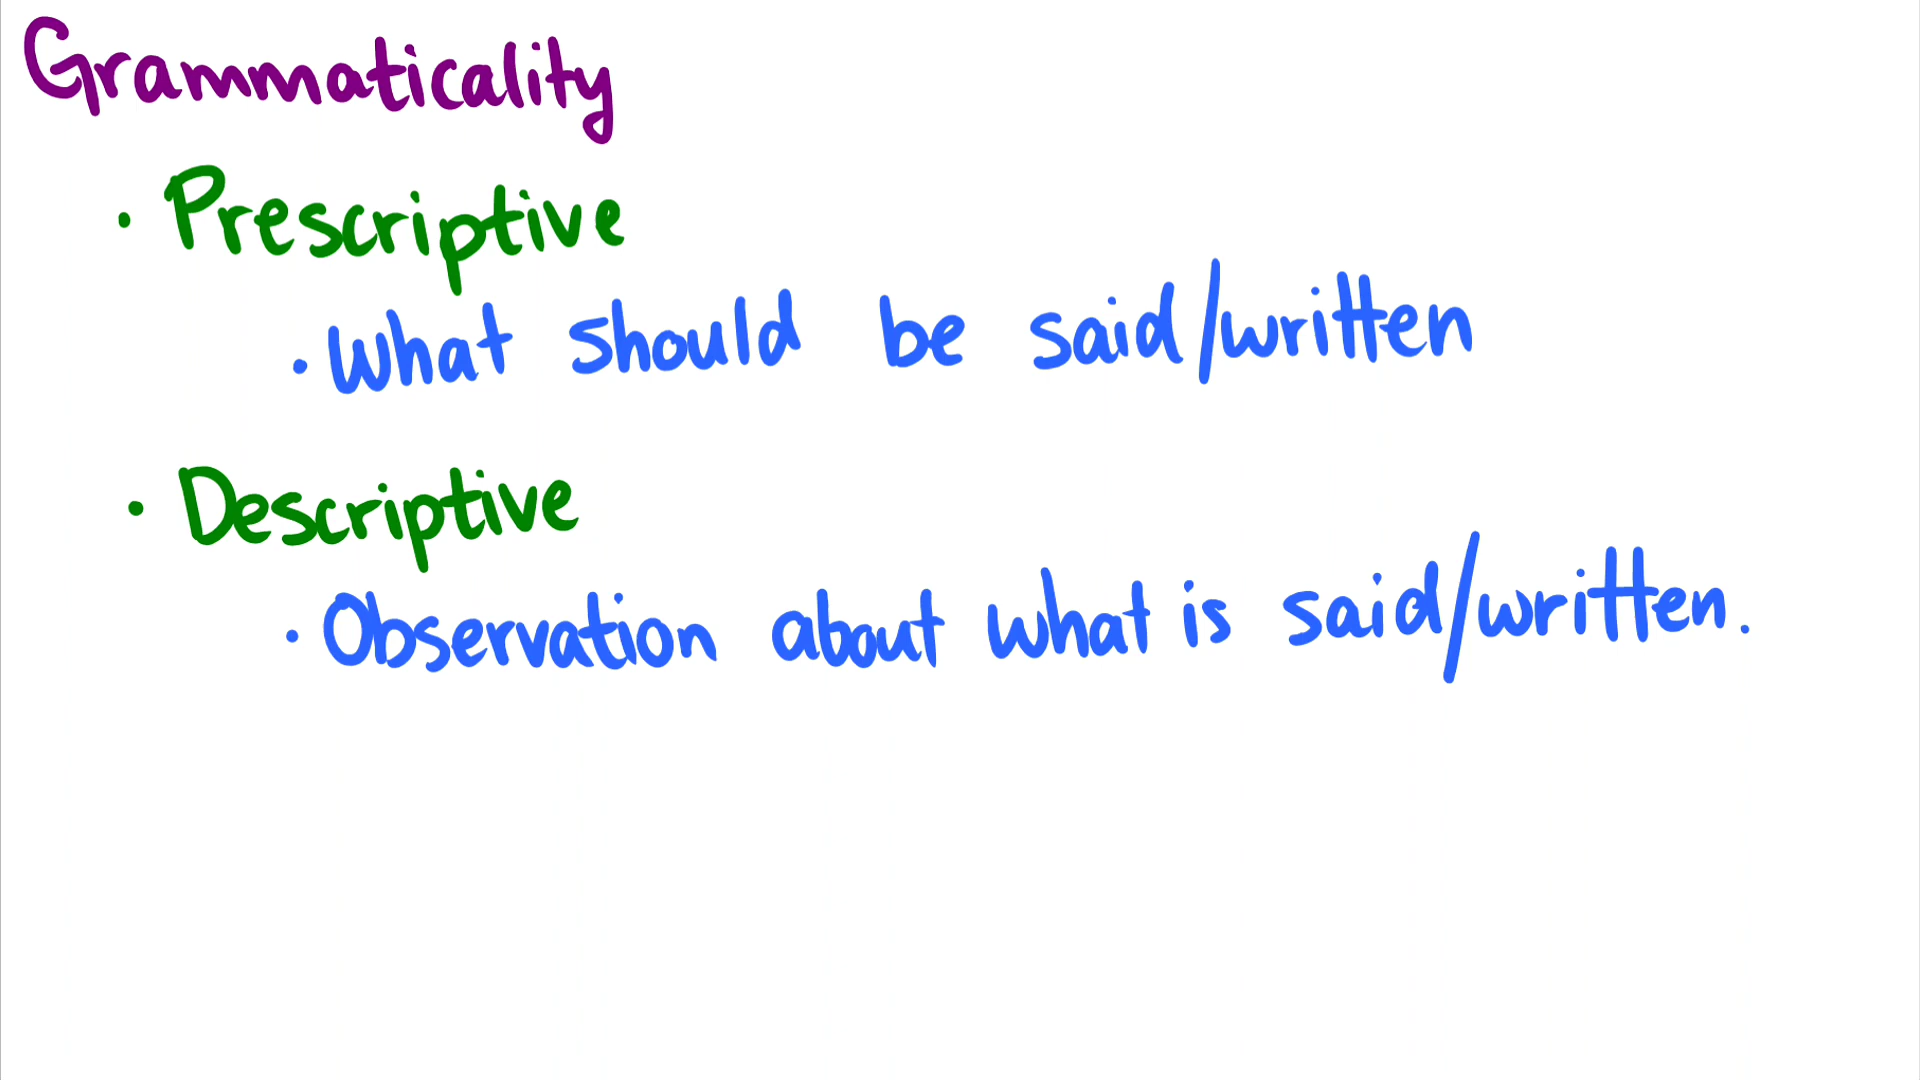 Grammaticality
· Prescriptive
· What should be said/written
· Descriptive
· Observation about what is said/written.